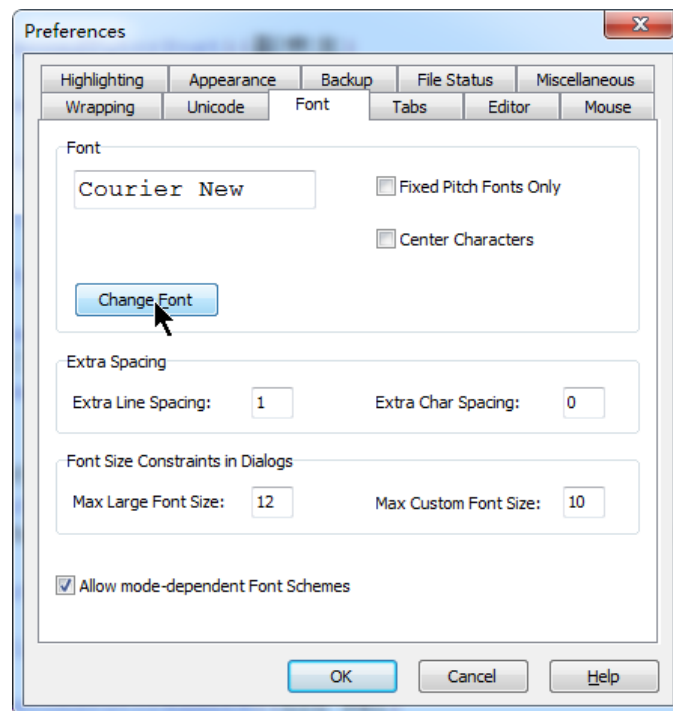 Preferences
Highlighting Appearance Backup File Status Miscellaneous
Wrapping Unicode Font Tabs Editor Mouse
Font
Courier New
Fixed Pitch Fonts Only
Center Characters
Change Font
Extra Spacing
Extra Line Spacing: 1 Extra Char Spacing: 0
Font Size Constraints in Dialogs
Max Large Font Size: 12 Max Custom Font Size: 10
Allow mode-dependent Font Schemes
OK Cancel Help